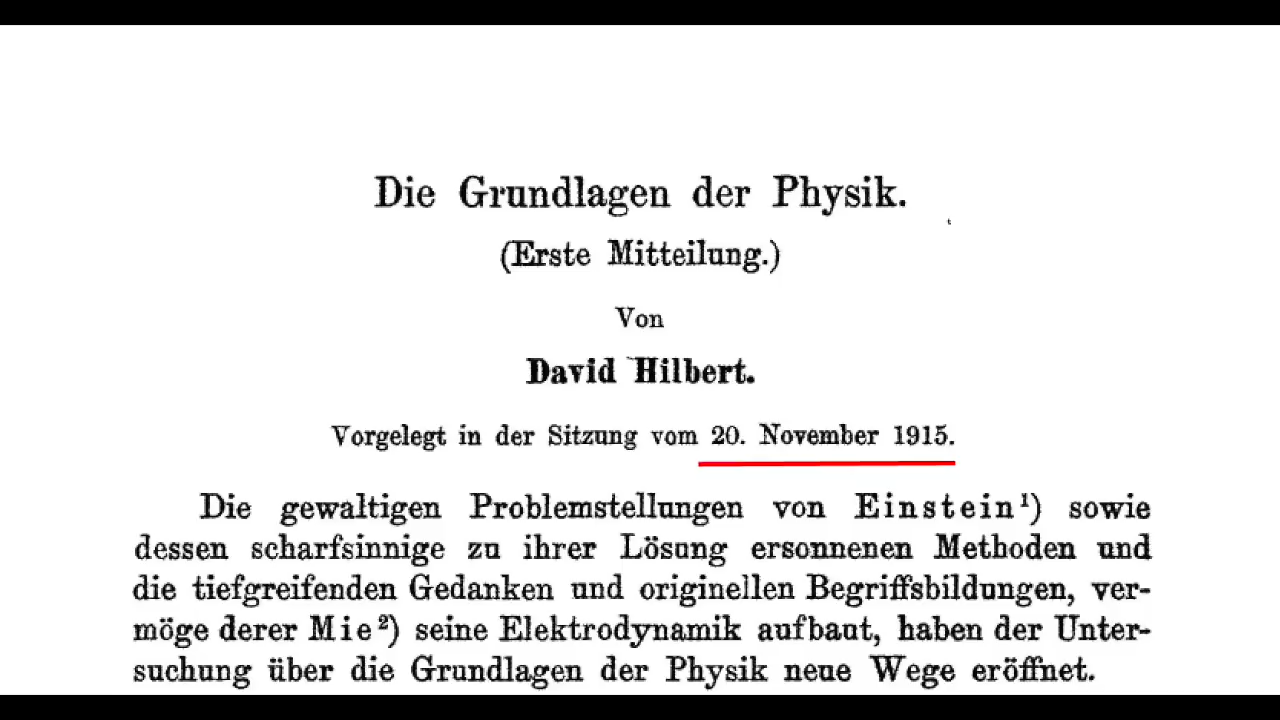 Die Grundlagen der Physik.
(Erste Mitteilung.)
Von
David Hilbert.
Vorgelegt in der Sitzung vom 20. November 1915.
Die gewaltigen Problemstellungen von Einstein¹) sowie
dessen scharfsinnige zu ihrer Lösung ersonnenen Methoden und
die tiefgreifenden Gedanken und originellen Begriffsbildungen, ver-
möge derer Mie²) seine Elektrodynamik aufbaut, haben der Unter-
suchung über die Grundlagen der Physik neue Wege eröffnet.